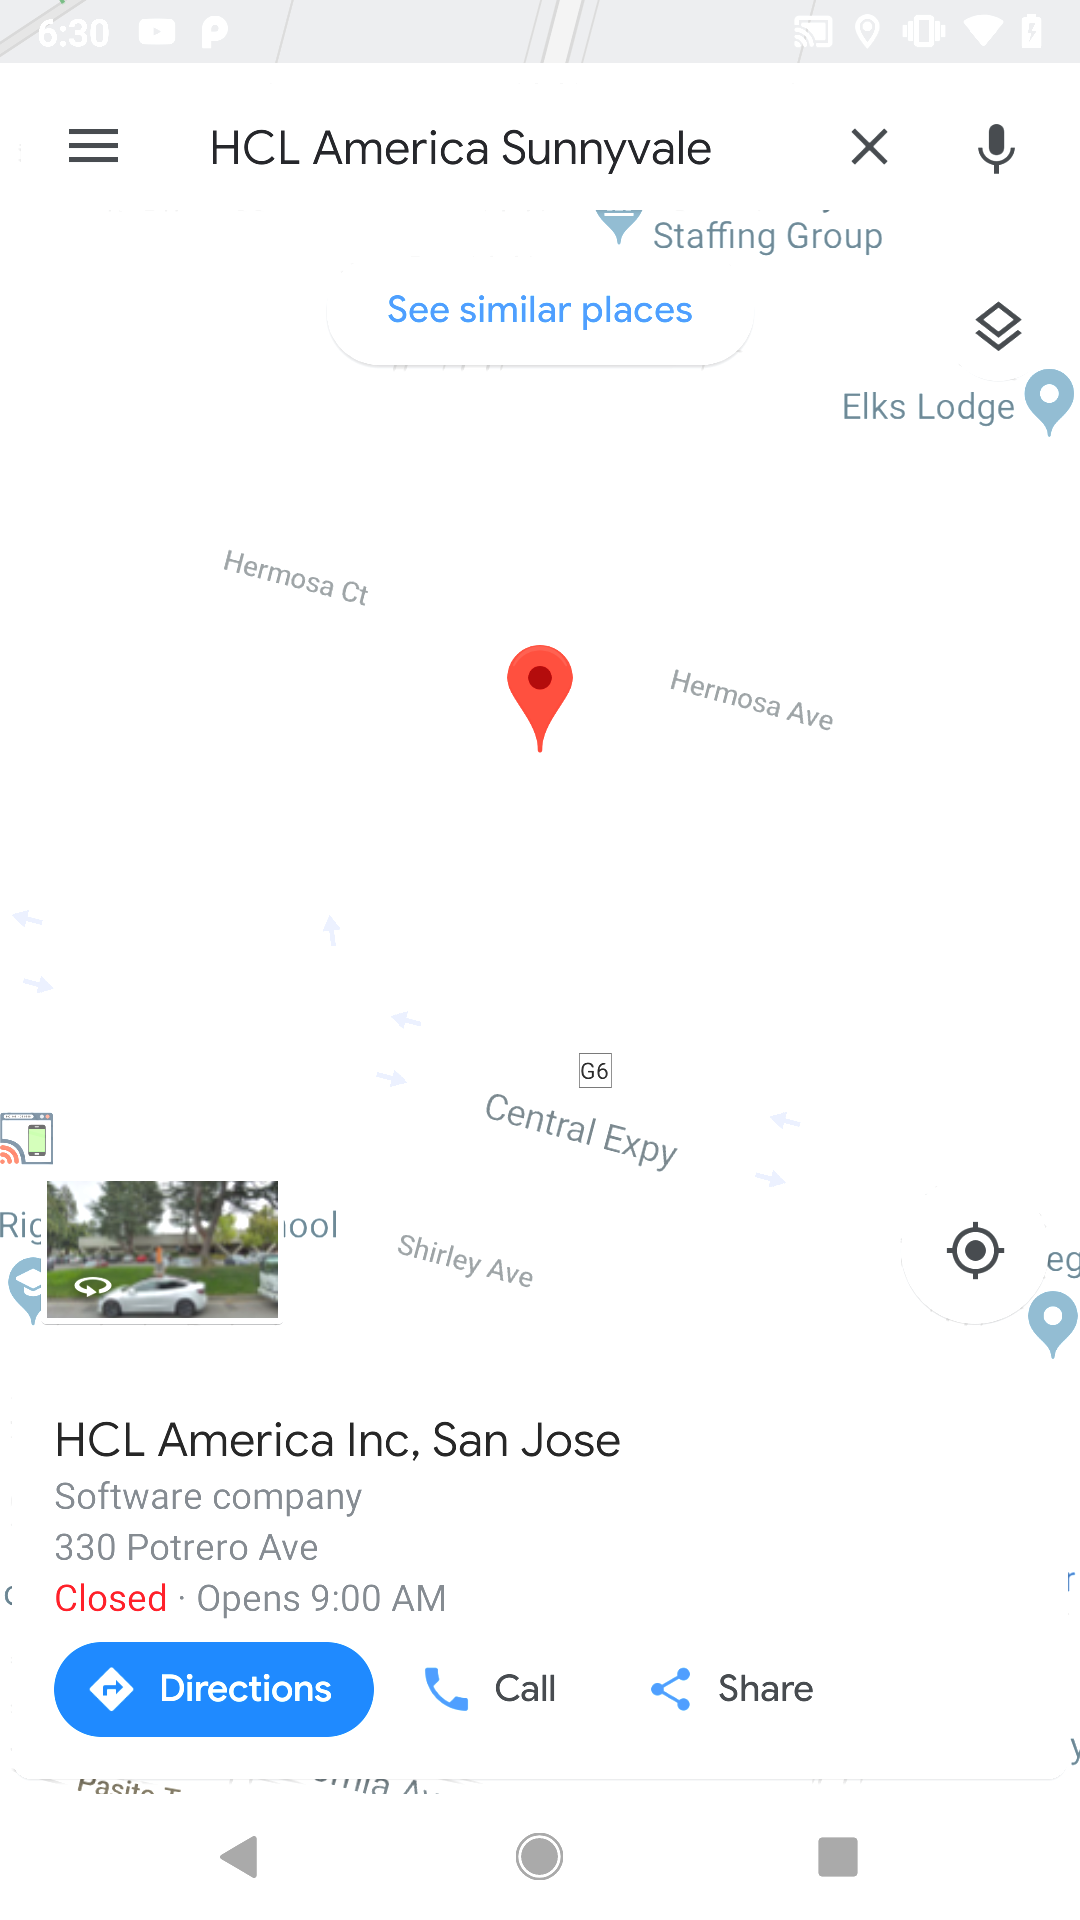 6:30
HCL America Sunnyvale
Staffing Group
See similar places
Elks Lodge
Hermosa Ct
Hermosa Ave
G6
Central Expy
Shirley Ave
HCL America Inc, San Jose
Software company
330 Potrero Ave
Closed · Opens 9:00 AM
Directions
Call
Share